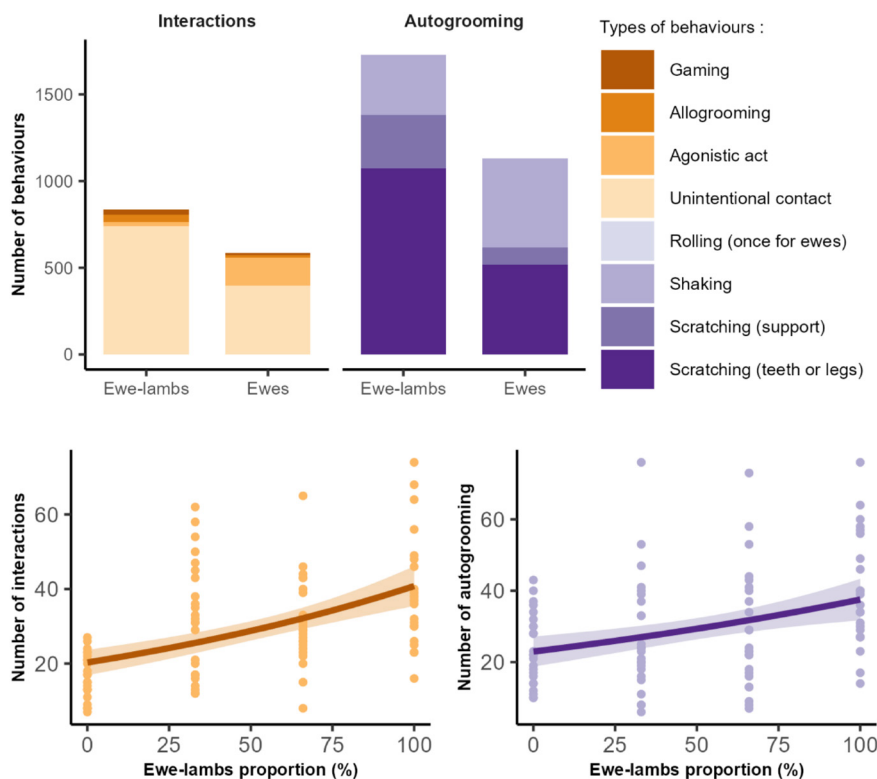 Interactions
Autogrooming
Types of behaviours :
Number of behaviours
1500
1000
500
0
Ewe-lambs
Ewes
Ewe-lambs
Ewes
Gaming
Allogrooming
Agonistic act
Unintentional contact
Rolling (once for ewes)
Shaking
Scratching (support)
Scratching (teeth or legs)
Number of interactions
60
40
20
0
25
50
75
100
Ewe-lambs proportion (%)
Number of autogrooming
60
40
20
0
25
50
75
100
Ewe-lambs proportion (%)